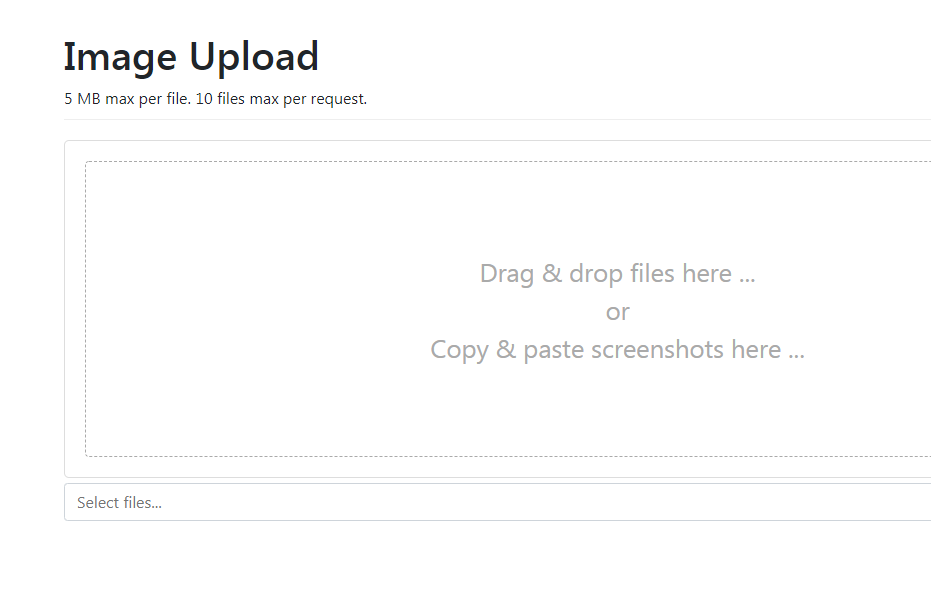 Image Upload
5 MB max per file. 10 files max per request.
Drag & drop files here ...
or
Copy & paste screenshots here ...
Select files...